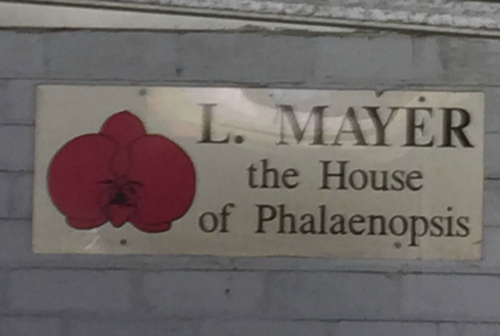 L. MAYER
the House
of Phalaenopsis